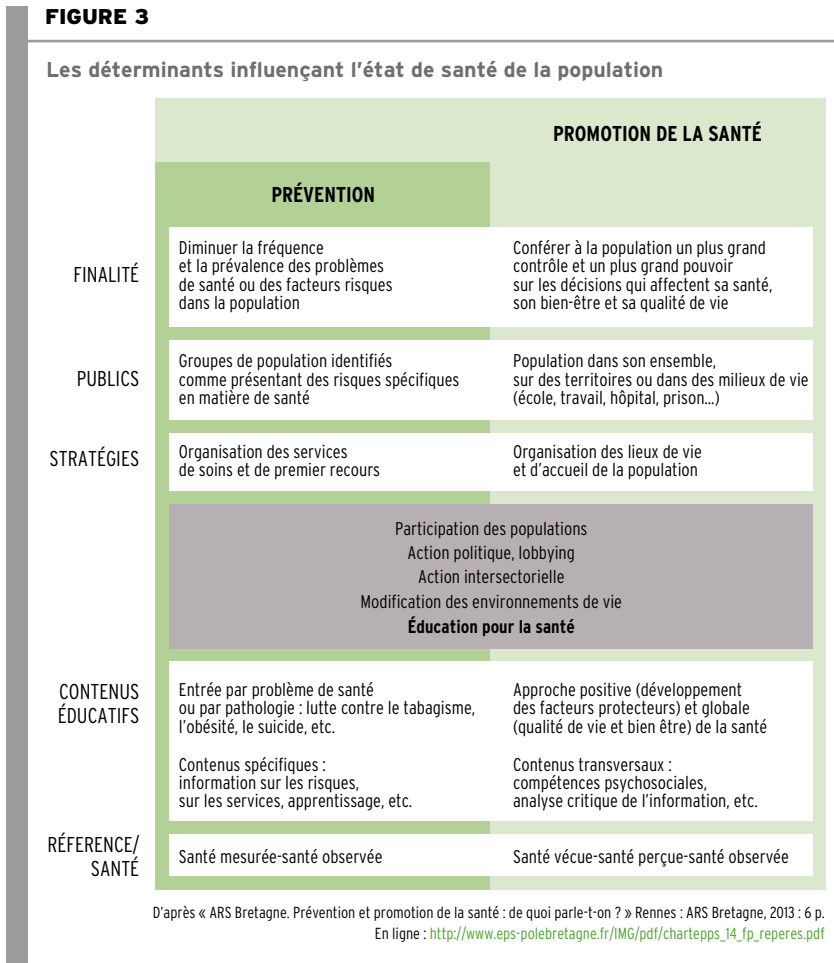 FIGURE 3
Les déterminants influençant l'état de santé de la population
PROMOTION DE LA SANTÉ
PRÉVENTION
FINALITÉ
Diminuer la fréquence
et la prévalence des problèmes
de santé ou des facteurs risques
dans la population
Conférer à la population un plus grand
contrôle et un plus grand pouvoir
sur les décisions qui affectent sa santé,
son bien-être et sa qualité de vie
PUBLICS
Groupes de population identifiés
comme présentant des risques spécifiques
en matière de santé
Population dans son ensemble,
sur des territoires ou dans des milieux de vie
(école, travail, hôpital, prison...)
STRATÉGIES
Organisation des services
de soins et de premier recours
Organisation des lieux de vie
et d'accueil de la population
Participation des populations
Action politique, lobbying
Action intersectorielle
Modification des environnements de vie
Éducation pour la santé
CONTENUS
ÉDUCATIFS
Entrée par problème de santé
ou par pathologie : lutte contre le tabagisme,
l'obésité, le suicide, etc.
Contenus spécifiques :
information sur les risques,
sur les services, apprentissage, etc.
Approche positive (développement
des facteurs protecteurs) et globale
(qualité de vie et bien être) de la santé
Contenus transversaux :
compétences psychosociales,
analyse critique de l'information, etc.
RÉFERENCE/
SANTÉ
Santé mesurée-santé observée
Santé vécue-santé perçue-santé observée
D'après « ARS Bretagne. Prévention et promotion de la santé : de quoi parle-t-on ? » Rennes : ARS Bretagne, 2013 : 6 p.
En ligne : http://www.eps-polebretagne.fr/IMG/pdf/chartepps_14_fp_reperes.pdf